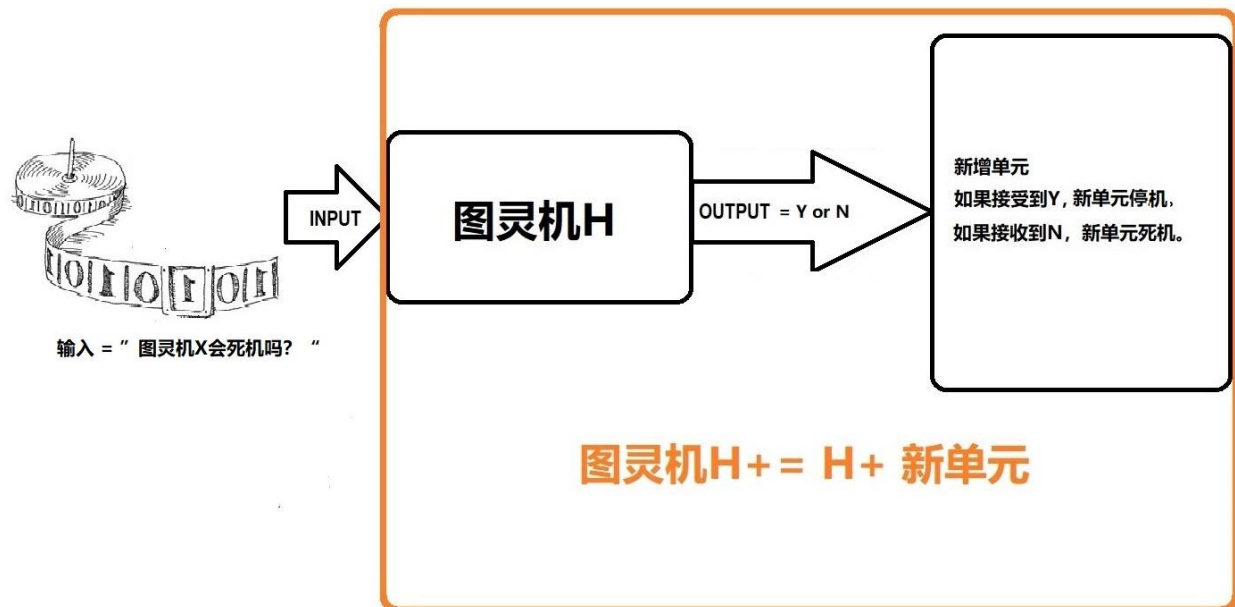 新增单元
如果接受到Y, 新单元停机,
如果接收到N, 新单元死机。
图灵机H
OUTPUT = Y or N
INPUT
输入 = ” 图灵机X会死机吗? “
图灵机H+= H+ 新单元